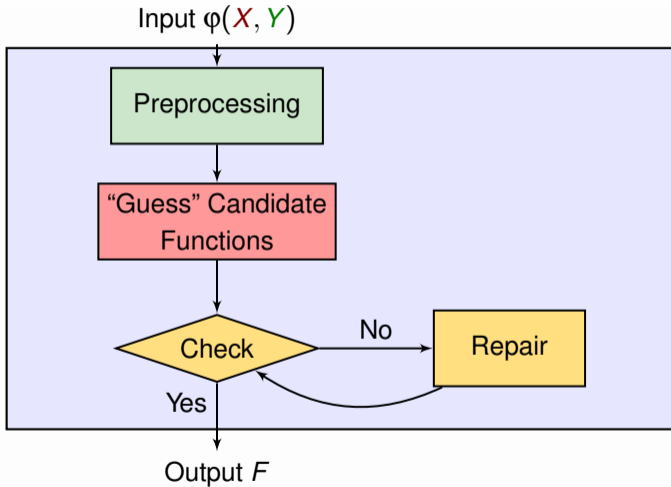 Input φ(X, Y)
Preprocessing
“Guess” Candidate
Functions
Check
No
Repair
Yes
Output F